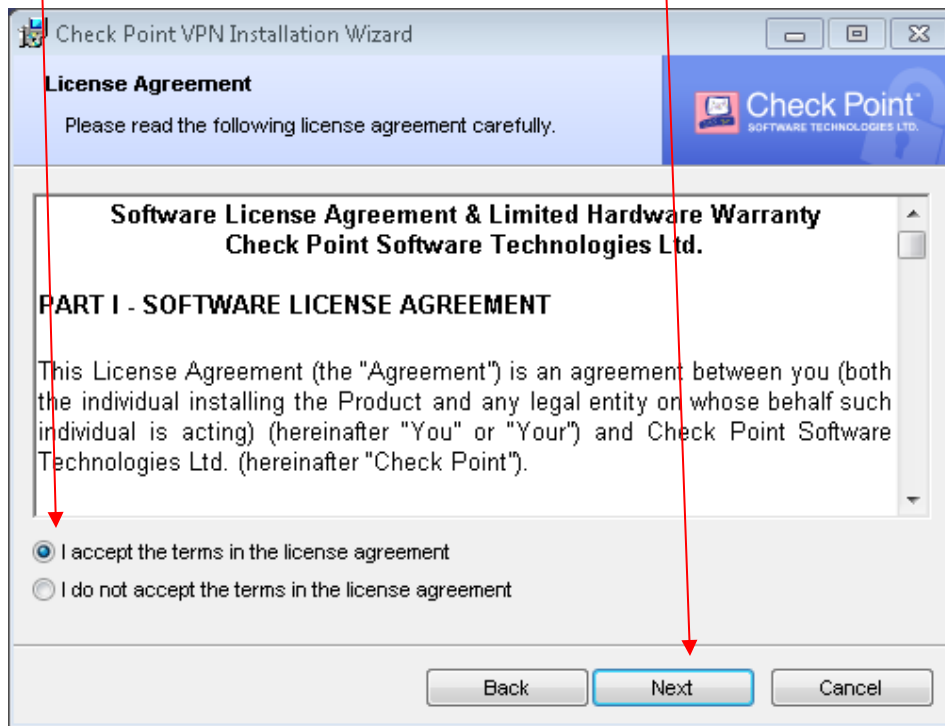 Check Point VPN Installation Wizard
License Agreement
Please read the following license agreement carefully.
Check Point
SOFTWARE TECHNOLOGIES LTD.
Software License Agreement & Limited Hardware Warranty
Check Point Software Technologies Ltd.
PART I - SOFTWARE LICENSE AGREEMENT
This License Agreement (the "Agreement") is an agreement between you (both
the individual installing the Product and any legal entity on whose behalf such
individual is acting) (hereinafter "You" or "Your") and Check Point Software
Technologies Ltd. (hereinafter "Check Point").
I accept the terms in the license agreement
I do not accept the terms in the license agreement
Back Next Cancel